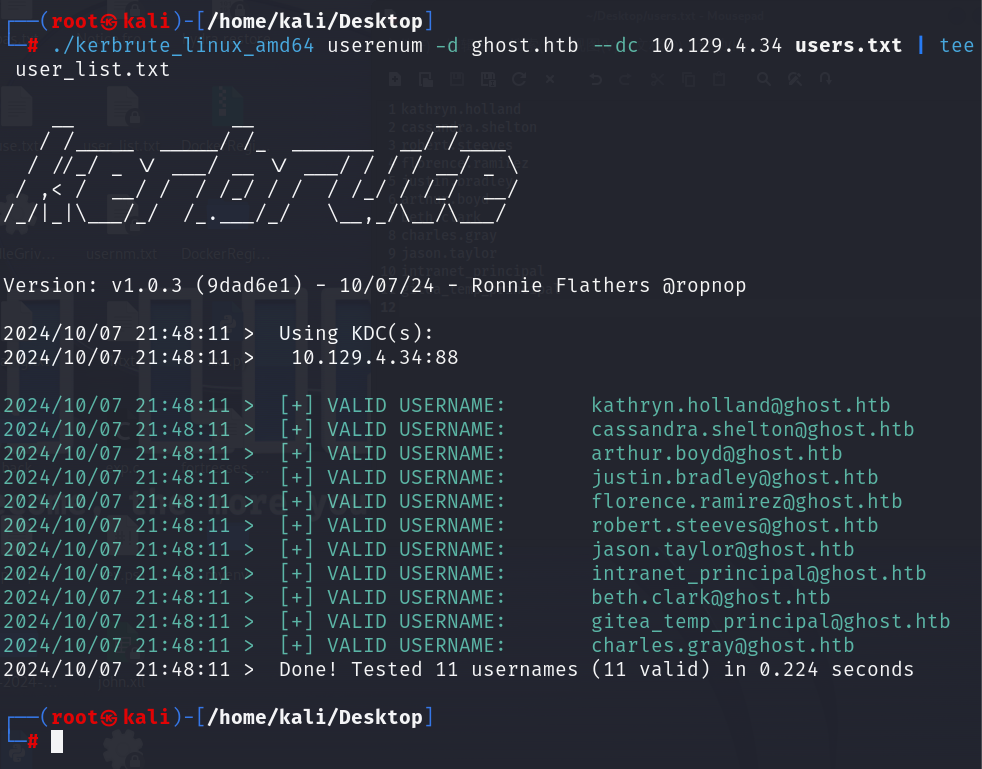 ┌──(root㉿kali)-[/home/kali/Desktop]
└─# ./kerbrute_linux_amd64 userenum -d ghost.htb --dc 10.129.4.34 users.txt | tee
user_list.txt
    __             __               __
   / /_____  _____/ /_  _______  __/ /____
  / //_/ _ \/ ___/ __ \/ ___/ / / / __/ _ \
 / ,< /  __/ /  / /_/ / /  / /_/ / /_/  __/
/_/|_|\___/_/  /_.___/_/   \__,_/\__/\___/
Version: v1.0.3 (9dad6e1) - 10/07/24 - Ronnie Flathers @ropnop
2024/10/07 21:48:11 >  Using KDC(s):
2024/10/07 21:48:11 >   10.129.4.34:88
2024/10/07 21:48:11 >  [+] VALID USERNAME:       kathryn.holland@ghost.htb
2024/10/07 21:48:11 >  [+] VALID USERNAME:       cassandra.shelton@ghost.htb
2024/10/07 21:48:11 >  [+] VALID USERNAME:       arthur.boyd@ghost.htb
2024/10/07 21:48:11 >  [+] VALID USERNAME:       justin.bradley@ghost.htb
2024/10/07 21:48:11 >  [+] VALID USERNAME:       florence.ramirez@ghost.htb
2024/10/07 21:48:11 >  [+] VALID USERNAME:       robert.steeves@ghost.htb
2024/10/07 21:48:11 >  [+] VALID USERNAME:       jason.taylor@ghost.htb
2024/10/07 21:48:11 >  [+] VALID USERNAME:       intranet_principal@ghost.htb
2024/10/07 21:48:11 >  [+] VALID USERNAME:       beth.clark@ghost.htb
2024/10/07 21:48:11 >  [+] VALID USERNAME:       gitea_temp_principal@ghost.htb
2024/10/07 21:48:11 >  [+] VALID USERNAME:       charles.gray@ghost.htb
2024/10/07 21:48:11 >  Done! Tested 11 usernames (11 valid) in 0.224 seconds
┌──(root㉿kali)-[/home/kali/Desktop]
└─#